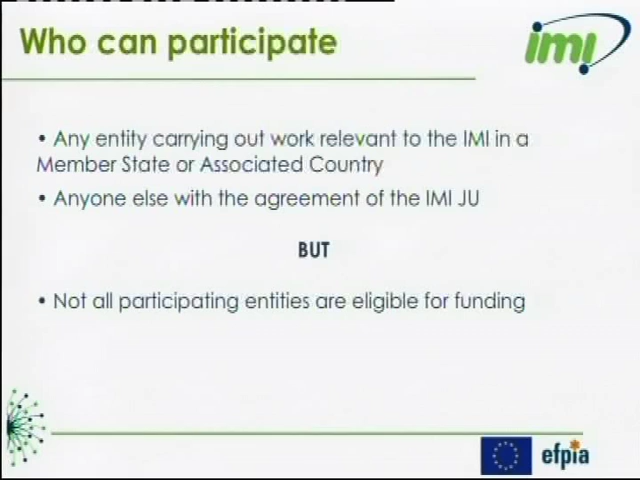 Who can participate
imi
• Any entity carrying out work relevant to the IMI in a
Member State or Associated Country
• Anyone else with the agreement of the IMI JU
BUT
• Not all participating entities are eligible for funding
efpia